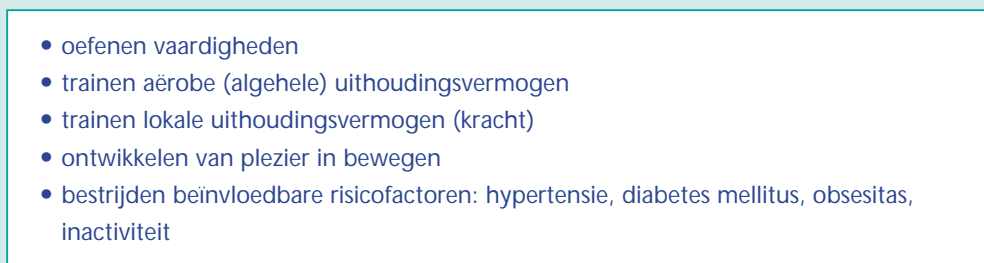 • oefenen vaardigheden
• trainen aërobe (algehele) uithoudingsvermogen
• trainen lokale uithoudingsvermogen (kracht)
• ontwikkelen van plezier in bewegen
• bestrijden beïnvloedbare risicofactoren: hypertensie, diabetes mellitus, obsesitas,
inactiviteit